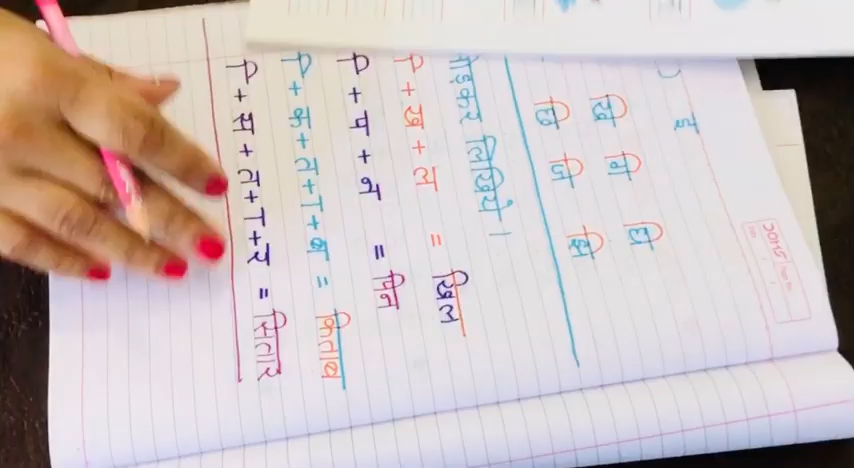 इ
खि गि घि
छि जि झि
जोड़कर लिखिये।
ि + ख + ल = खिल
ि + प + न = पिन
ि + क + त + ा + ब = किताब
ि + स + त + ा + र = सितार